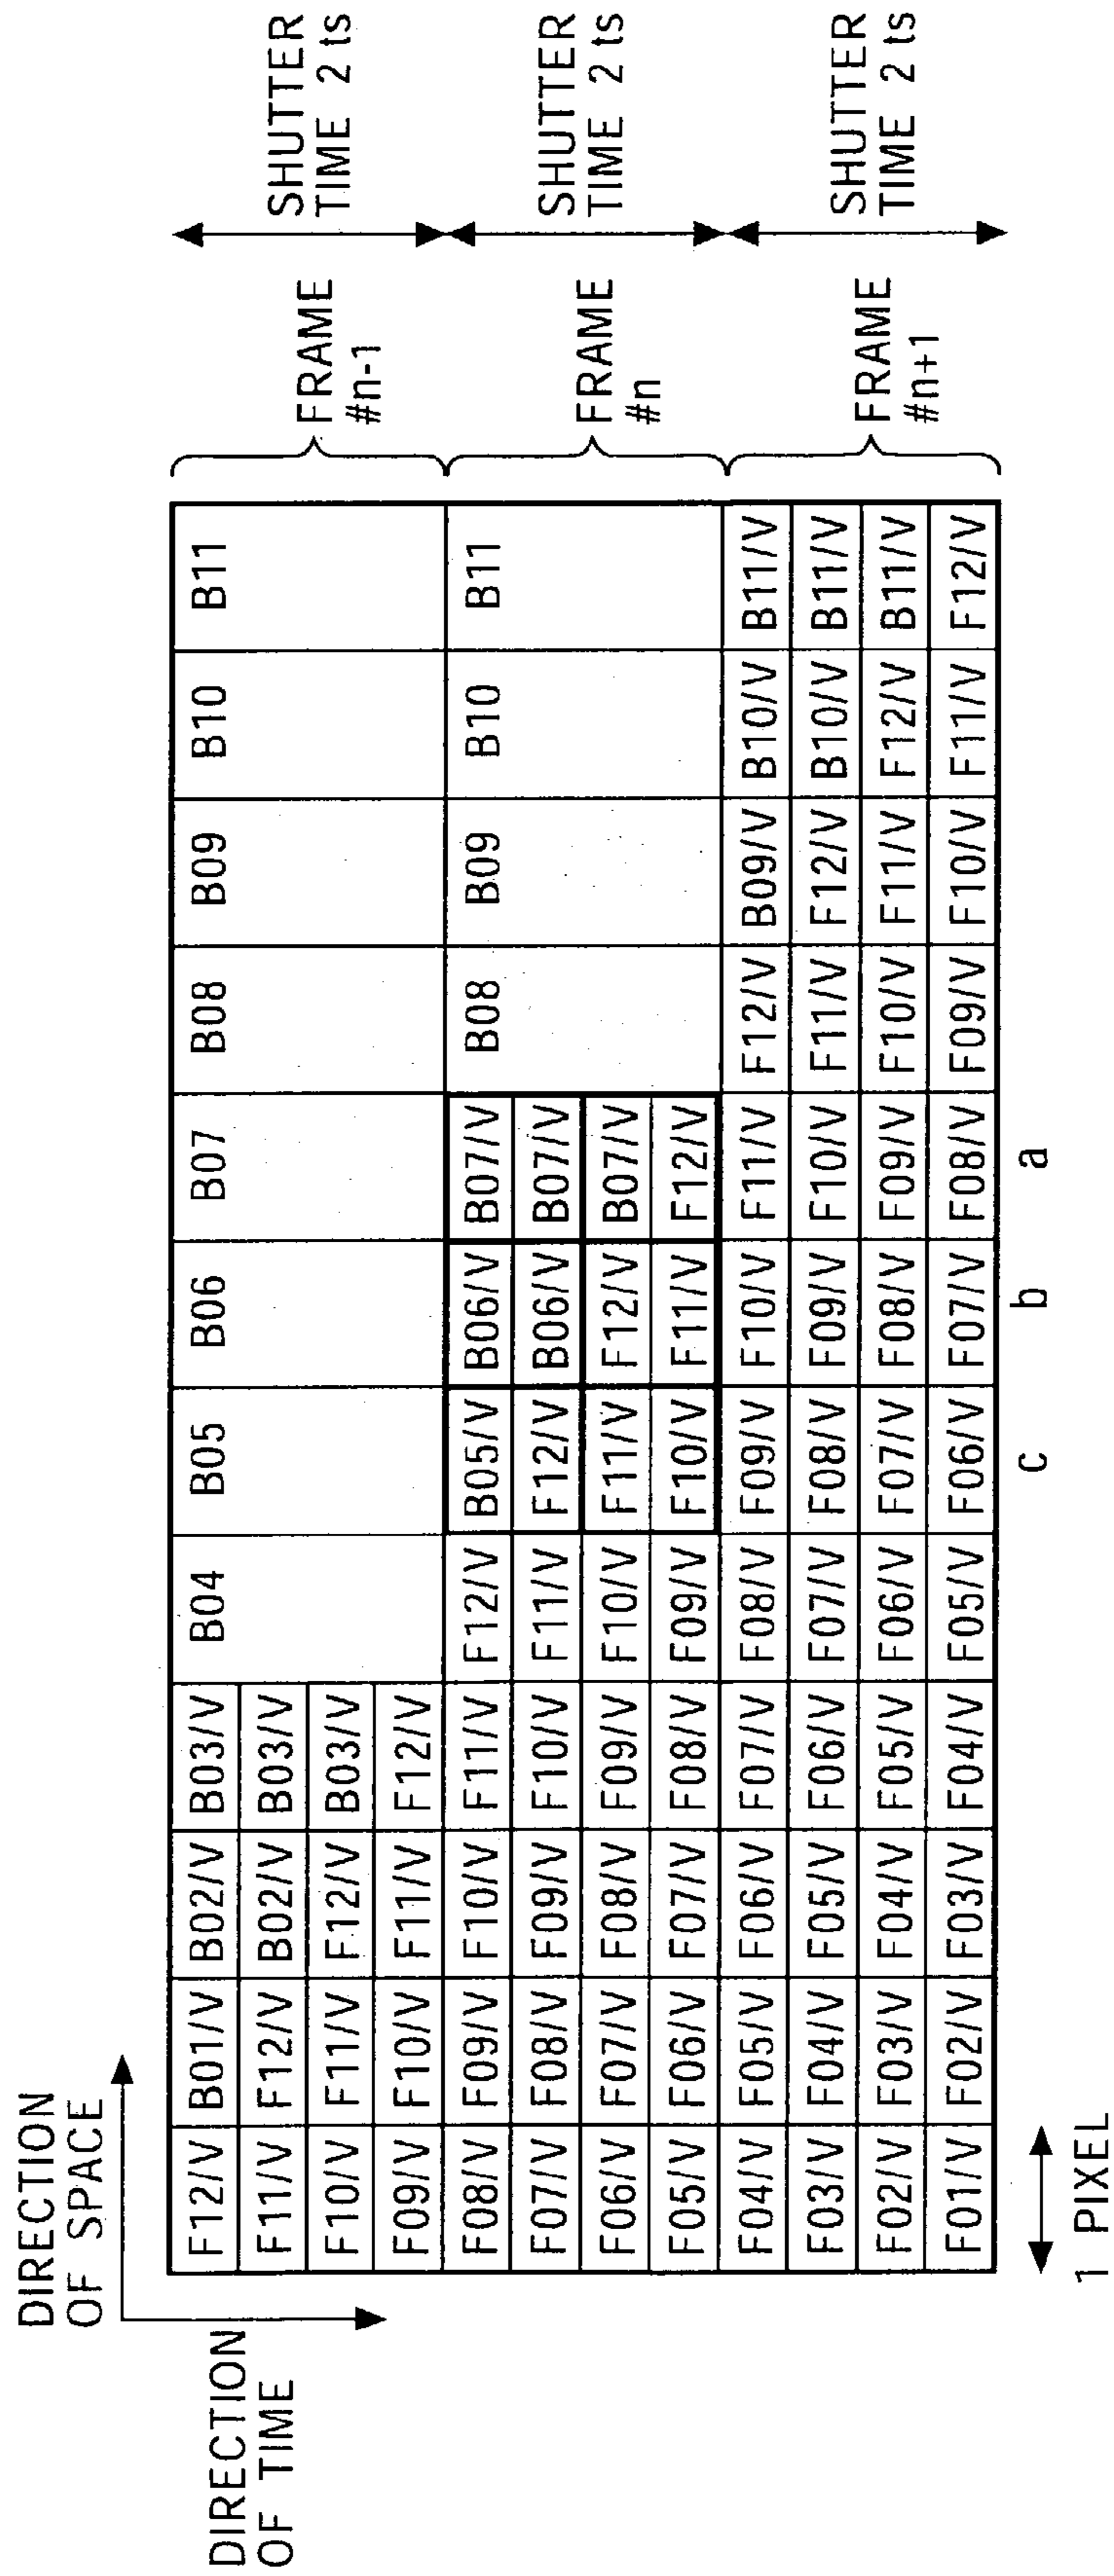 DIRECTION
OF SPACE
DIRECTION
OF TIME
F12/V B01/V B02/V B03/V B04 B05 B06 B07 B08 B09 B10 B11
F11/V F12/V B02/V B03/V
F10/V F11/V F12/V B03/V
F09/V F10/V F11/V F12/V
FRAME
#n-1
SHUTTER
TIME 2 ts
F08/V F09/V F10/V F11/V F12/V B05/V B06/V B07/V B08 B09 B10 B11
F07/V F08/V F09/V F10/V F11/V F12/V B06/V B07/V
F06/V F07/V F08/V F09/V F10/V F11/V F12/V B07/V
F05/V F06/V F07/V F08/V F09/V F10/V F11/V F12/V
FRAME
#n
SHUTTER
TIME 2 ts
F04/V F05/V F06/V F07/V F08/V F09/V F10/V F11/V F12/V B09/V B10/V B11/V
F03/V F04/V F05/V F06/V F07/V F08/V F09/V F10/V F11/V F12/V B10/V B11/V
F02/V F03/V F04/V F05/V F06/V F07/V F08/V F09/V F10/V F11/V F12/V B11/V
F01/V F02/V F03/V F04/V F05/V F06/V F07/V F08/V F09/V F10/V F11/V F12/V
FRAME
#n+1
SHUTTER
TIME 2 ts
c b a
1 PIXEL